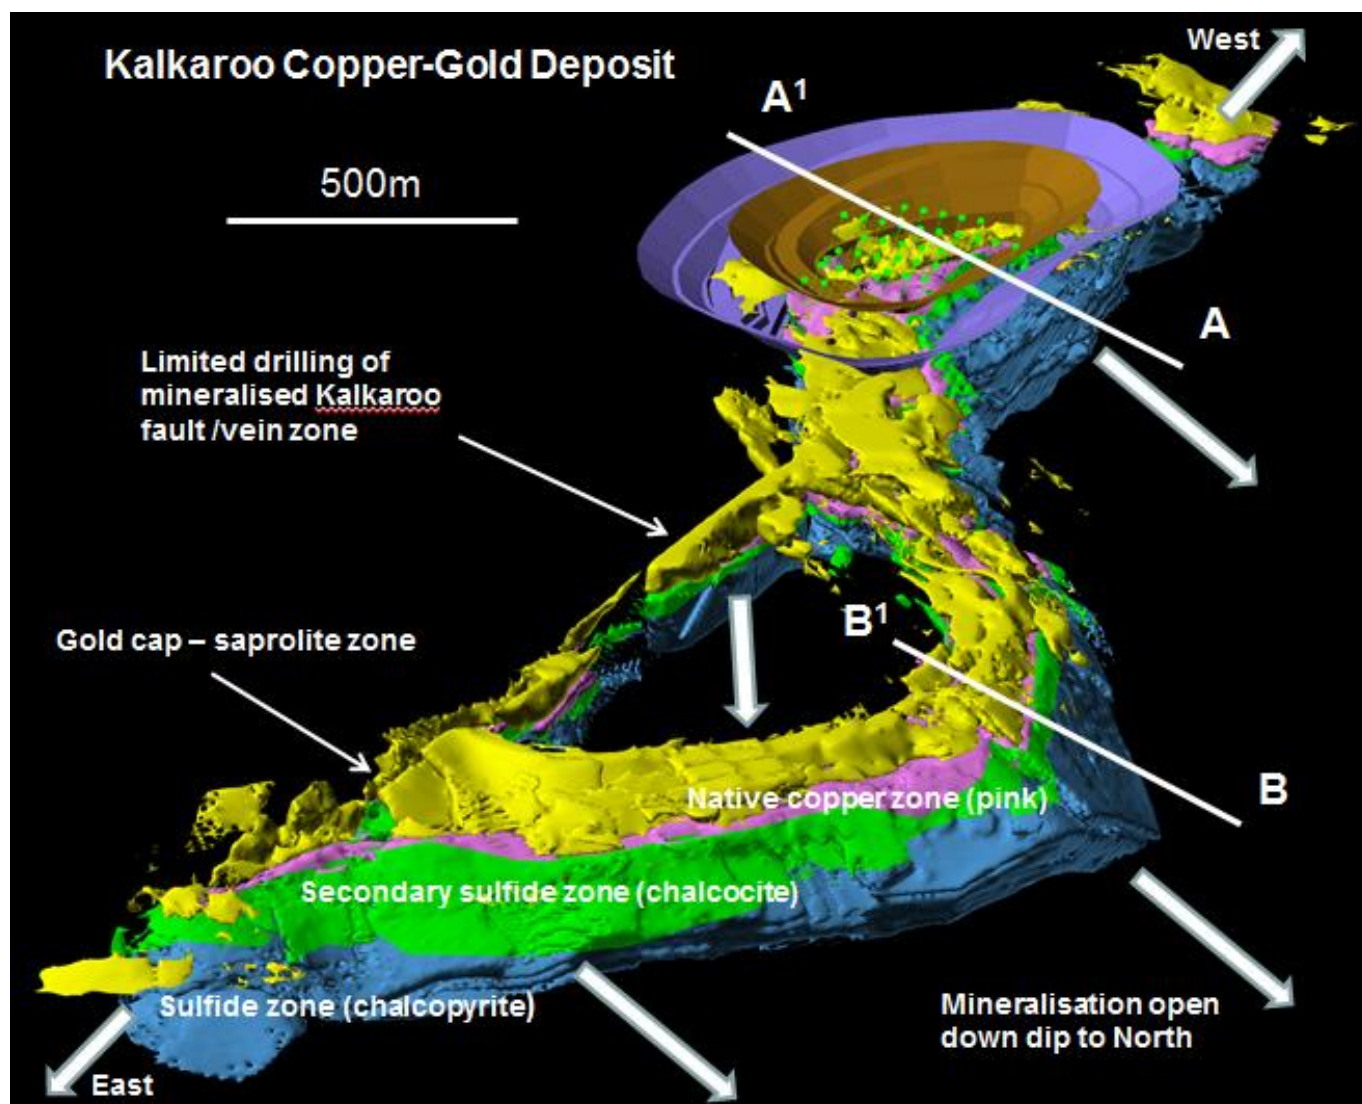 Kalkaroo Copper-Gold Deposit
West
A¹
500m
A
Limited drilling of
mineralised Kalkaroo
fault /vein zone
B¹
Gold cap – saprolite zone
B
Native copper zone (pink)
Secondary sulfide zone (chalcocite)
Sulfide zone (chalcopyrite)
Mineralisation open
down dip to North
East